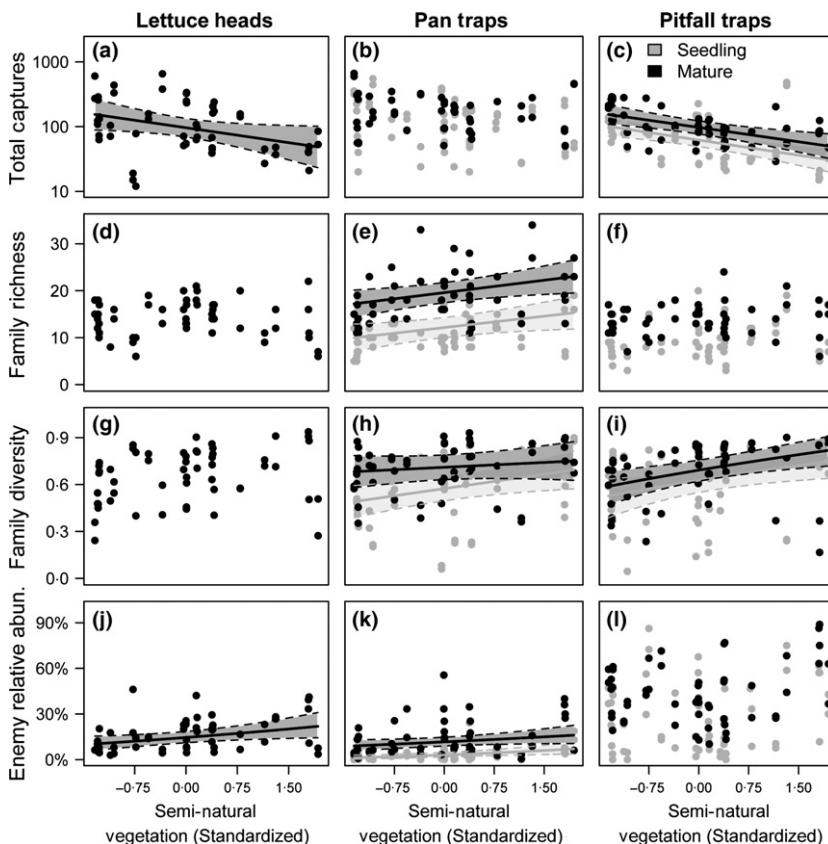 Lettuce heads Pan traps Pitfall traps
(a) (b) (c)
Seedling
Mature
Total captures
1000
100
10
(d) (e) (f)
Family richness
30
20
10
0
(g) (h) (i)
Family diversity
0·9
0·6
0·3
0·0
(j) (k) (l)
Enemy relative abun.
90%
60%
30%
0%
−0·75 0·00 0·75 1·50 −0·75 0·00 0·75 1·50 −0·75 0·00 0·75 1·50
Semi-natural Semi-natural Semi-natural
vegetation (Standardized) vegetation (Standardized) vegetation (Standardized)